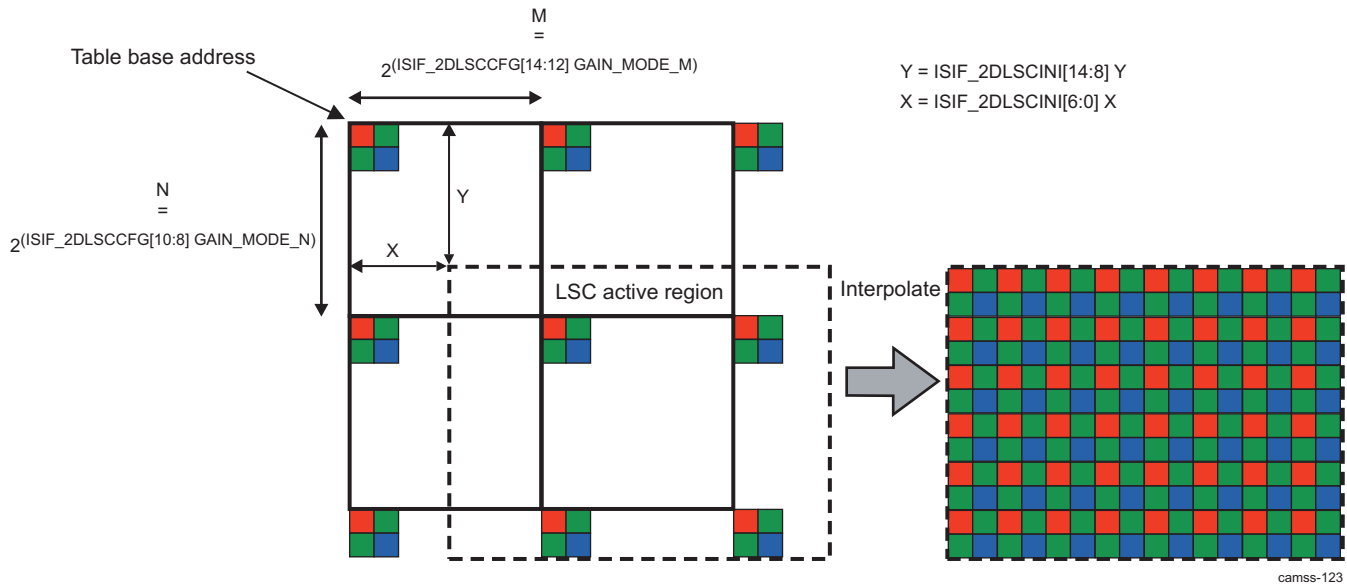 M
=
2(ISIF_2DLSCCFG[14:12] GAIN_MODE_M)
Table base address
Y = ISIF_2DLSCINI[14:8] Y
X = ISIF_2DLSCINI[6:0] X
N
=
2(ISIF_2DLSCCFG[10:8] GAIN_MODE_N)
Y
X
LSC active region
Interpolate
camss-123